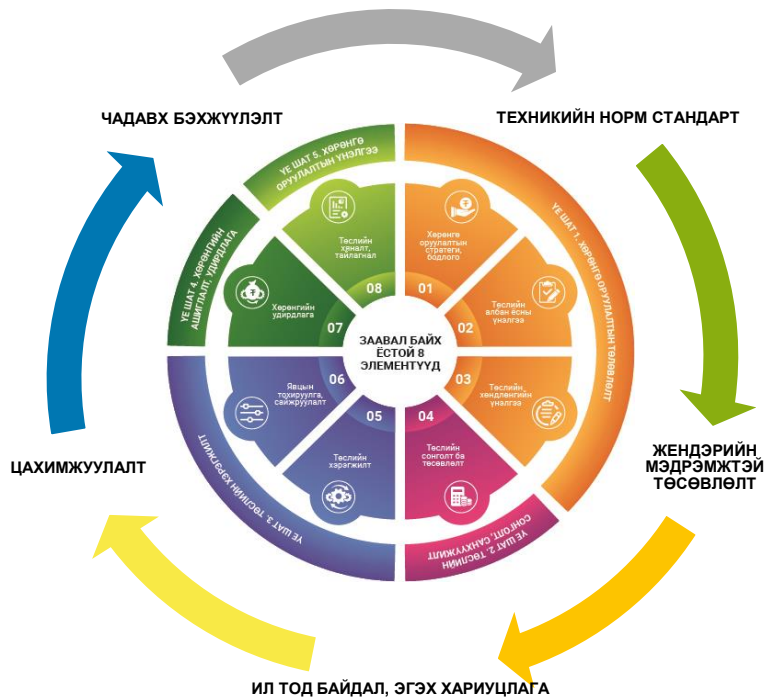 ЧАДАВХ БЭХЖҮҮЛЭЛТ
ТЕХНИКИЙН НОРМ СТАНДАРТ
ЖЕНДЭРИЙН
МЭДРЭМЖТЭЙ
ТӨСӨВЛӨЛТ
ИЛ ТОД БАЙДАЛ, ЭГЭХ ХАРИУЦЛАГА
ЦАХИМЖУУЛАЛТ
ЗААВАЛ БАЙХ
ЁСТОЙ 8
ЭЛЕМЕНТҮҮД
ҮЕ ШАТ 1. ХӨРӨНГӨ ОРУУЛАЛТЫН ТӨЛӨВЛӨЛТ
Хөрөнгө
оруулалтын
стратеги,
бодлого
01
Төслийн
албан ёсны
үнэлгээ
02
Төслийн
хөндлөнгийн
үнэлгээ
03
ҮЕ ШАТ 2. ТӨСЛИЙН
СОНГОЛТ, САНХҮҮЖИЛТ
04
Төслийн
сонголт ба
төсөвлөлт
ҮЕ ШАТ 3. ТӨСЛИЙН ХЭРЭГЖИЛТ
05
Төслийн
хэрэгжилт
06
Явцын
тохируулга,
сайжруулалт
ҮЕ ШАТ 4. ХӨРӨНГИЙН
АШИГЛАЛТ, УДИРДЛАГА
Хөрөнгийн
удирдлага
07
ҮЕ ШАТ 5. ХӨРӨНГӨ
ОРУУЛАЛТЫН ҮНЭЛГЭЭ
Төслийн
хяналт,
тайлагнал
08